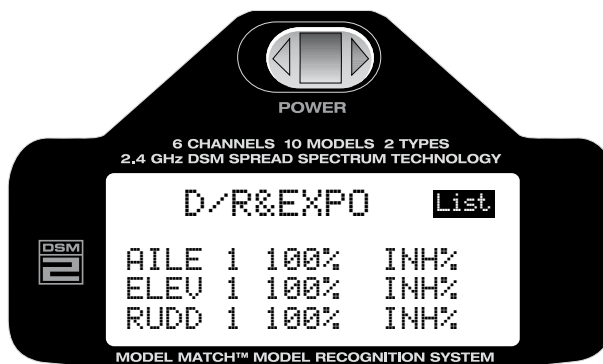 POWER
6 CHANNELS 10 MODELS 2 TYPES
2.4 GHz DSM SPREAD SPECTRUM TECHNOLOGY
D/R&EXPO List
DSM
2
AILE 1 100% INH%
ELEV 1 100% INH%
RUDD 1 100% INH%
MODEL MATCH™ MODEL RECOGNITION SYSTEM